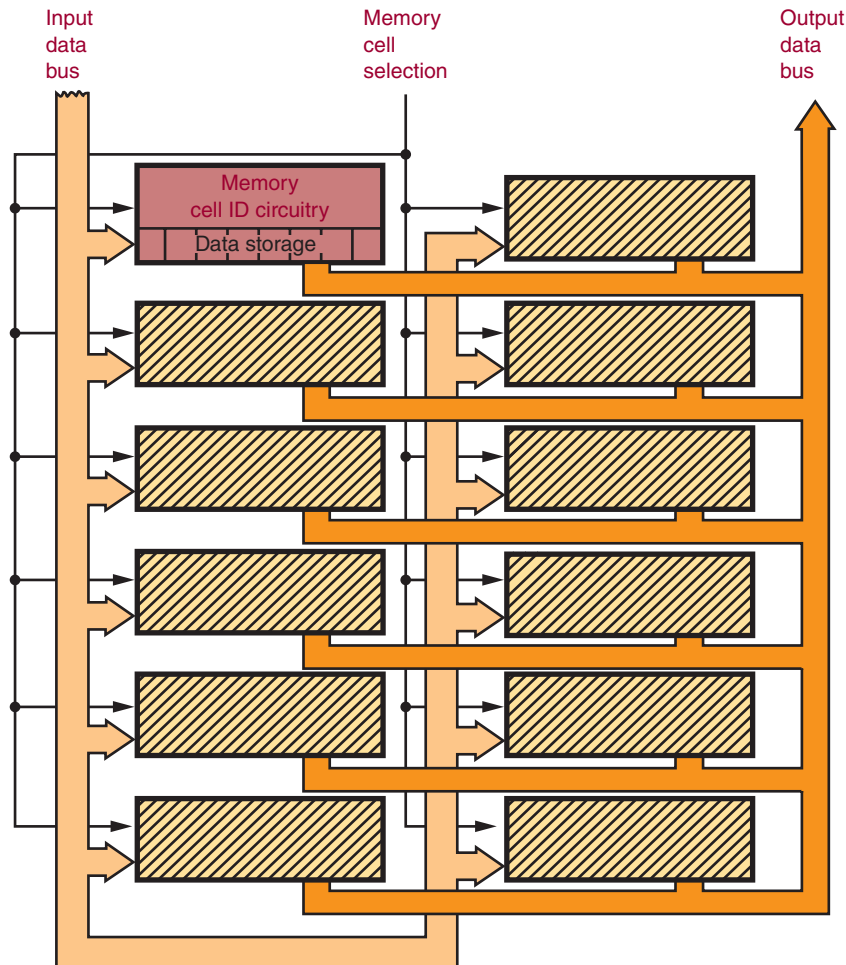 Input
data
bus
Memory
cell
selection
Output
data
bus
Memory
cell ID circuitry
Data storage